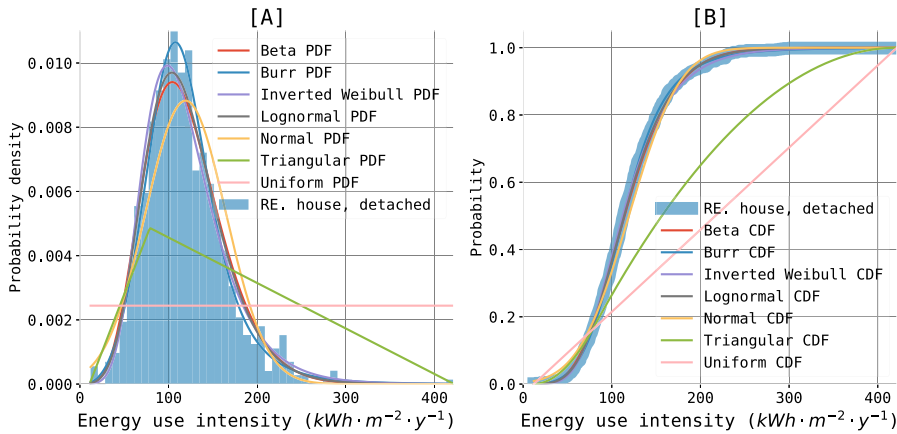 [A]
0.010
0.008
0.006
0.004
0.002
0.000
Probability density
Beta PDF
Burr PDF
Inverted Weibull PDF
Lognormal PDF
Normal PDF
Triangular PDF
Uniform PDF
RE. house, detached
0 100 200 300 400
Energy use intensity (kWh·m⁻²·y⁻¹)
[B]
1.0
0.8
0.6
0.4
0.2
0.0
Probability
RE. house, detached
Beta CDF
Burr CDF
Inverted Weibull CDF
Lognormal CDF
Normal CDF
Triangular CDF
Uniform CDF
0 100 200 300 400
Energy use intensity (kWh·m⁻²·y⁻¹)